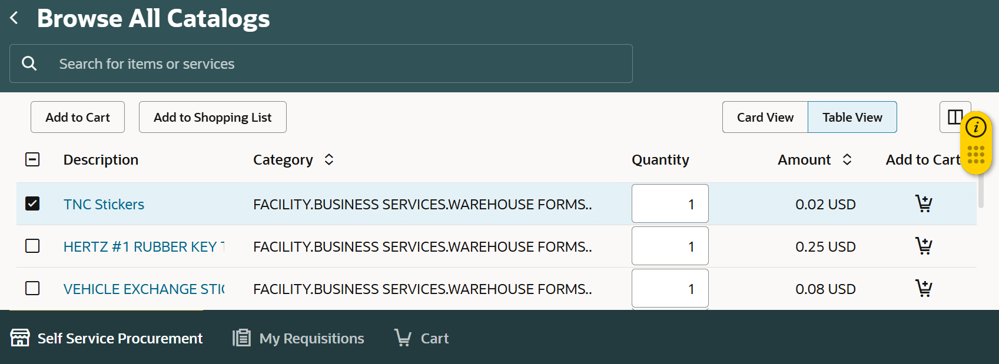 Browse All Catalogs
Search for items or services
Add to Cart Add to Shopping List Card View Table View
Description Category Quantity Amount Add to Cart
TNC Stickers FACILITY.BUSINESS SERVICES.WAREHOUSE FORMS.. 1 0.02 USD
HERTZ #1 RUBBER KEY FACILITY.BUSINESS SERVICES.WAREHOUSE FORMS.. 1 0.25 USD
VEHICLE EXCHANGE FACILITY.BUSINESS SERVICES.WAREHOUSE FORMS.. 1 0.08 USD
Self Service Procurement My Requisitions Cart